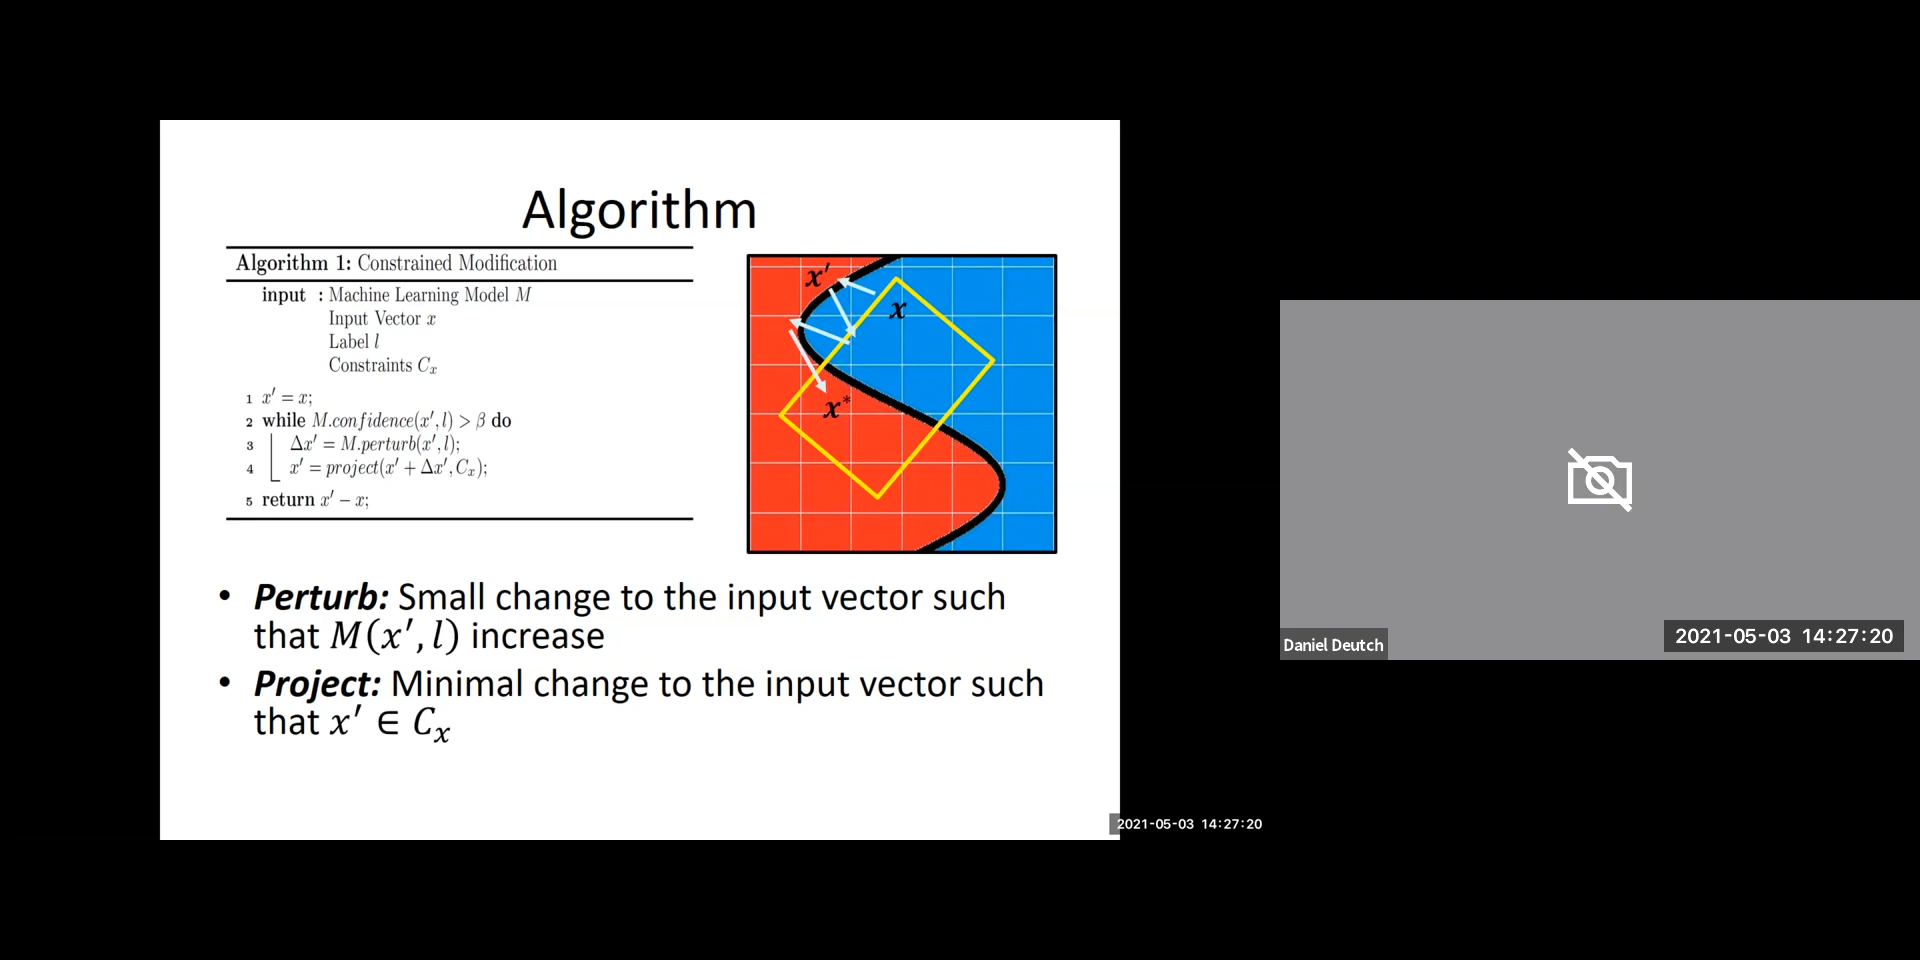 Algorithm
Algorithm 1: Constrained Modification
input : Machine Learning Model M
Input Vector x
Label l
Constraints Cₓ
1 x′ = x;
2 while M.confidence(x′, l) > β do
3 Δx′ = M.perturb(x′, l);
4 x′ = project(x′ + Δx′, Cₓ);
5 return x′ − x;
x′
x
x*
• Perturb: Small change to the input vector such
that M(x′, l) increase
• Project: Minimal change to the input vector such
that x′ ∈ Cₓ
2021-05-03 14:27:20
Daniel Deutch
2021-05-03 14:27:20